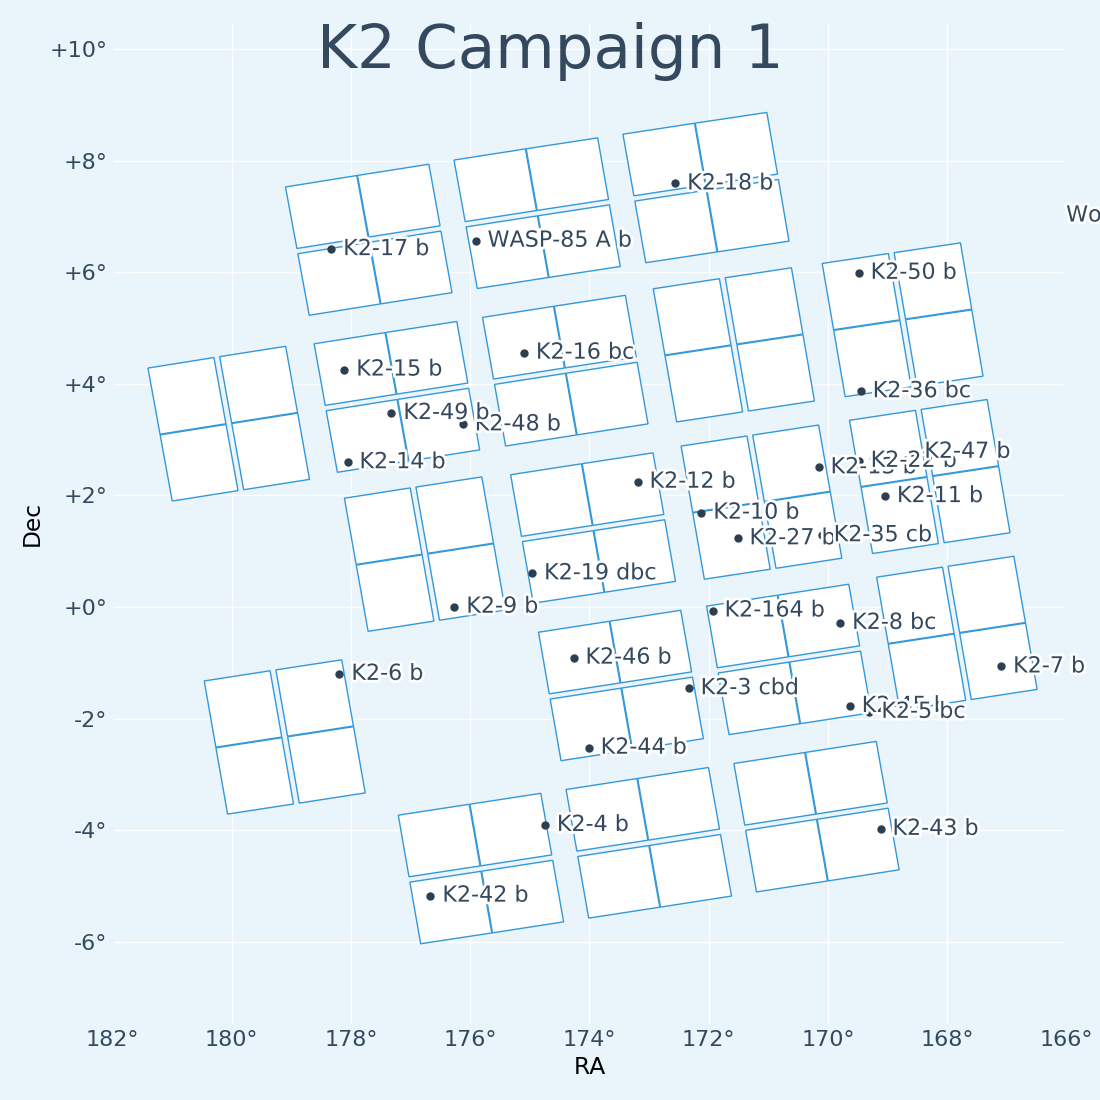 K2 Campaign 1
+10°
+8°
+6°
+4°
+2°
+0°
-2°
-4°
-6°
Dec
K2-18 b
Wo
WASP-85 A b
K2-17 b
K2-50 b
K2-16 bc
K2-15 b
K2-36 bc
K2-49 b
K2-48 b
K2-47 b
K2-14 b
K2-22 b
K2-12 b
K2-11 b
K2-10 b
K2-35 cb
K2-27 b
K2-19 dbc
K2-9 b
K2-164 b
K2-8 bc
K2-46 b
K2-7 b
K2-6 b
K2-3 cbd
K2-45 b
K2-5 bc
K2-44 b
K2-4 b
K2-43 b
K2-42 b
182°
180°
178°
176°
174°
172°
170°
168°
166°
RA